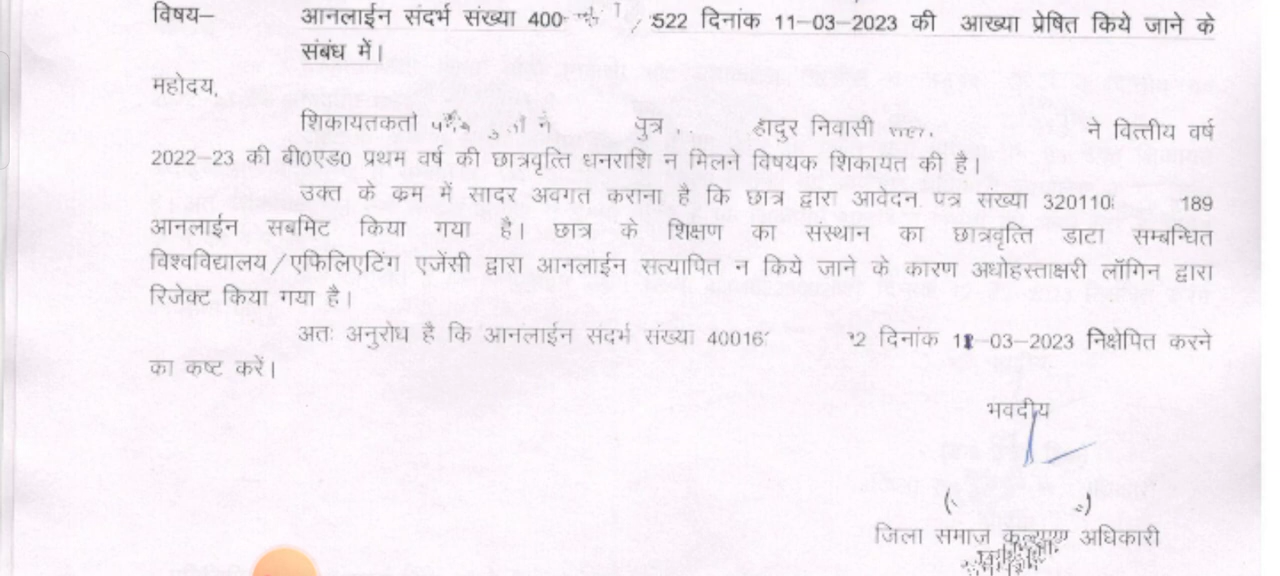 विषय– आनलाईन संदर्भ संख्या 400 522 दिनांक 11–03–2023 की आख्या प्रेषित किये जाने के
संबंध में।
महोदय,
शिकायतकर्ता पुत्र हादुर निवासी ने वित्तीय वर्ष
2022–23 की बी0एड0 प्रथम वर्ष की छात्रवृत्ति धनराशि न मिलने विषयक शिकायत की है।
उक्त के कम में सादर अवगत कराना है कि छात्र द्वारा आवेदन पत्र संख्या 320110 189
आनलाईन सबमिट किया गया है। छात्र के शिक्षण का संस्थान का छात्रवृत्ति डाटा सम्बन्धित
विश्वविद्यालय/एफिलिएटिंग एजेंसी द्वारा आनलाईन सत्यापित न किये जाने के कारण अधोहस्ताक्षरी लॉगिन द्वारा
रिजेक्ट किया गया है।
अतः अनुरोध है कि आनलाईन संदर्भ संख्या 40016 2 दिनांक 11–03–2023 निक्षेपित करने
का कष्ट करें।
भवदीय
जिला समाज कल्याण अधिकारी